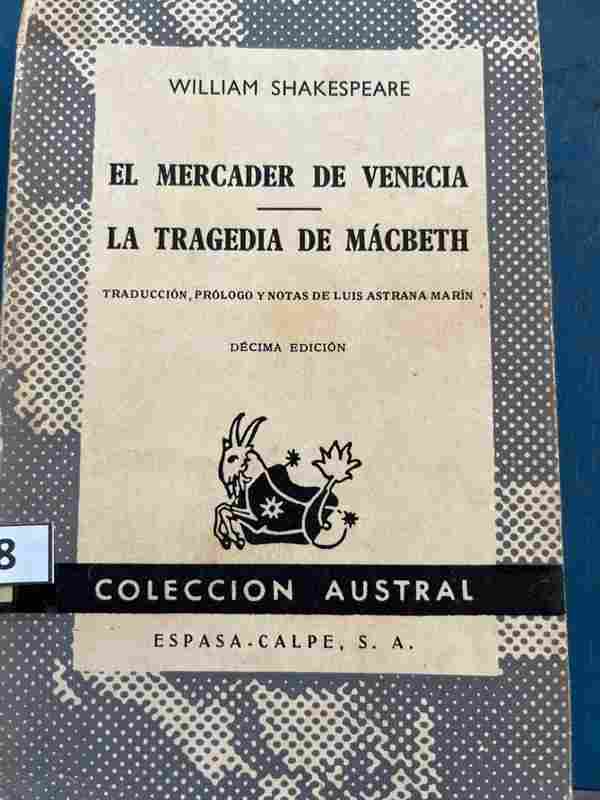 WILLIAM SHAKESPEARE
EL MERCADER DE VENECIA
LA TRAGEDIA DE MÁCBETH
TRADUCCIÓN, PRÓLOGO Y NOTAS DE LUIS ASTRANA MARÍN
DÉCIMA EDICIÓN
8
COLECCION AUSTRAL
ESPASA-CALPE, S. A.